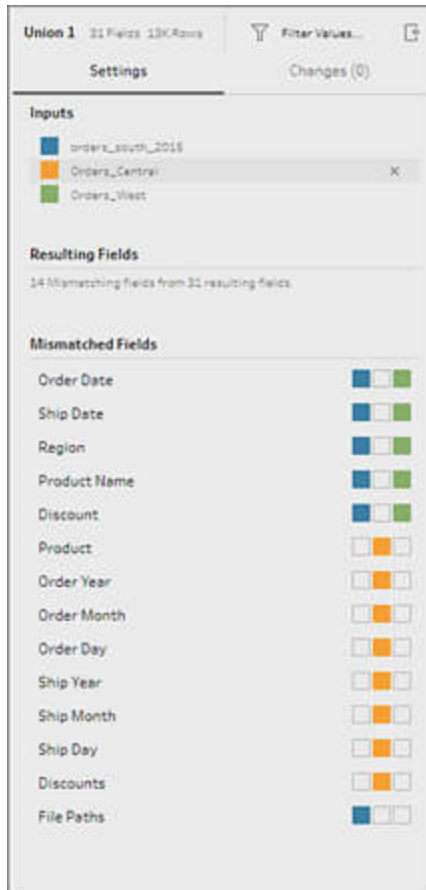 Union 1 31 Fields 13K Rows Filter Values...
Settings Changes (0)
Inputs
orders_south_2015
Orders_Central ×
Orders_West
Resulting Fields
14 Mismatching fields from 31 resulting fields.
Mismatched Fields
Order Date
Ship Date
Region
Product Name
Discount
Product
Order Year
Order Month
Order Day
Ship Year
Ship Month
Ship Day
Discounts
File Paths